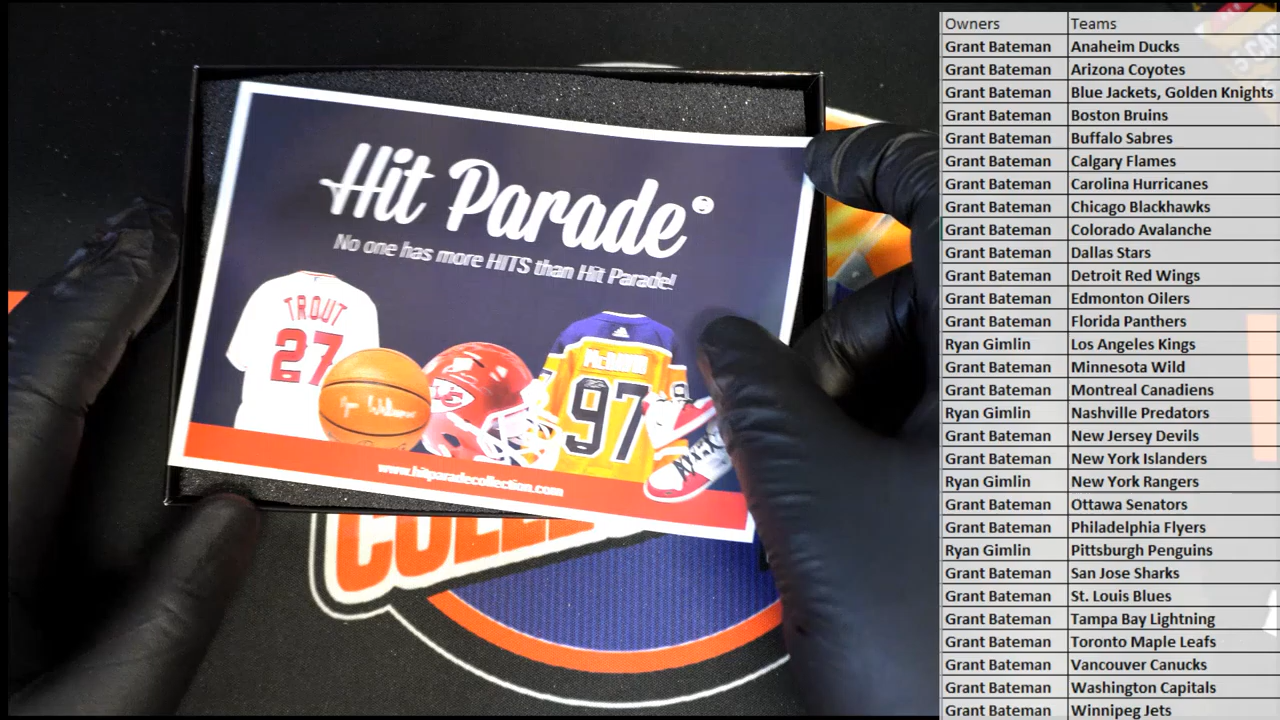 Hit Parade
No one has more HITS than Hit Parade!
TROUT
27
McDAVID
97
www.hitparadecollection.com
Owners Teams
Grant Bateman Anaheim Ducks
Grant Bateman Arizona Coyotes
Grant Bateman Blue Jackets, Golden Knights
Grant Bateman Boston Bruins
Grant Bateman Buffalo Sabres
Grant Bateman Calgary Flames
Grant Bateman Carolina Hurricanes
Grant Bateman Chicago Blackhawks
Grant Bateman Colorado Avalanche
Grant Bateman Dallas Stars
Grant Bateman Detroit Red Wings
Grant Bateman Edmonton Oilers
Grant Bateman Florida Panthers
Ryan Gimlin Los Angeles Kings
Grant Bateman Minnesota Wild
Grant Bateman Montreal Canadiens
Ryan Gimlin Nashville Predators
Grant Bateman New Jersey Devils
Grant Bateman New York Islanders
Ryan Gimlin New York Rangers
Grant Bateman Ottawa Senators
Grant Bateman Philadelphia Flyers
Ryan Gimlin Pittsburgh Penguins
Grant Bateman San Jose Sharks
Grant Bateman St. Louis Blues
Grant Bateman Tampa Bay Lightning
Grant Bateman Toronto Maple Leafs
Grant Bateman Vancouver Canucks
Grant Bateman Washington Capitals
Grant Bateman Winnipeg Jets